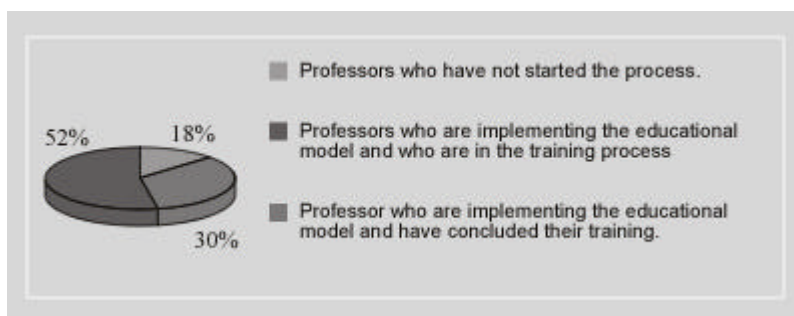 Professors who have not started the process.
52%
18%
Professors who are implementing the educational
model and who are in the training process
Professor who are implementing the educational
model and have concluded their training.
30%